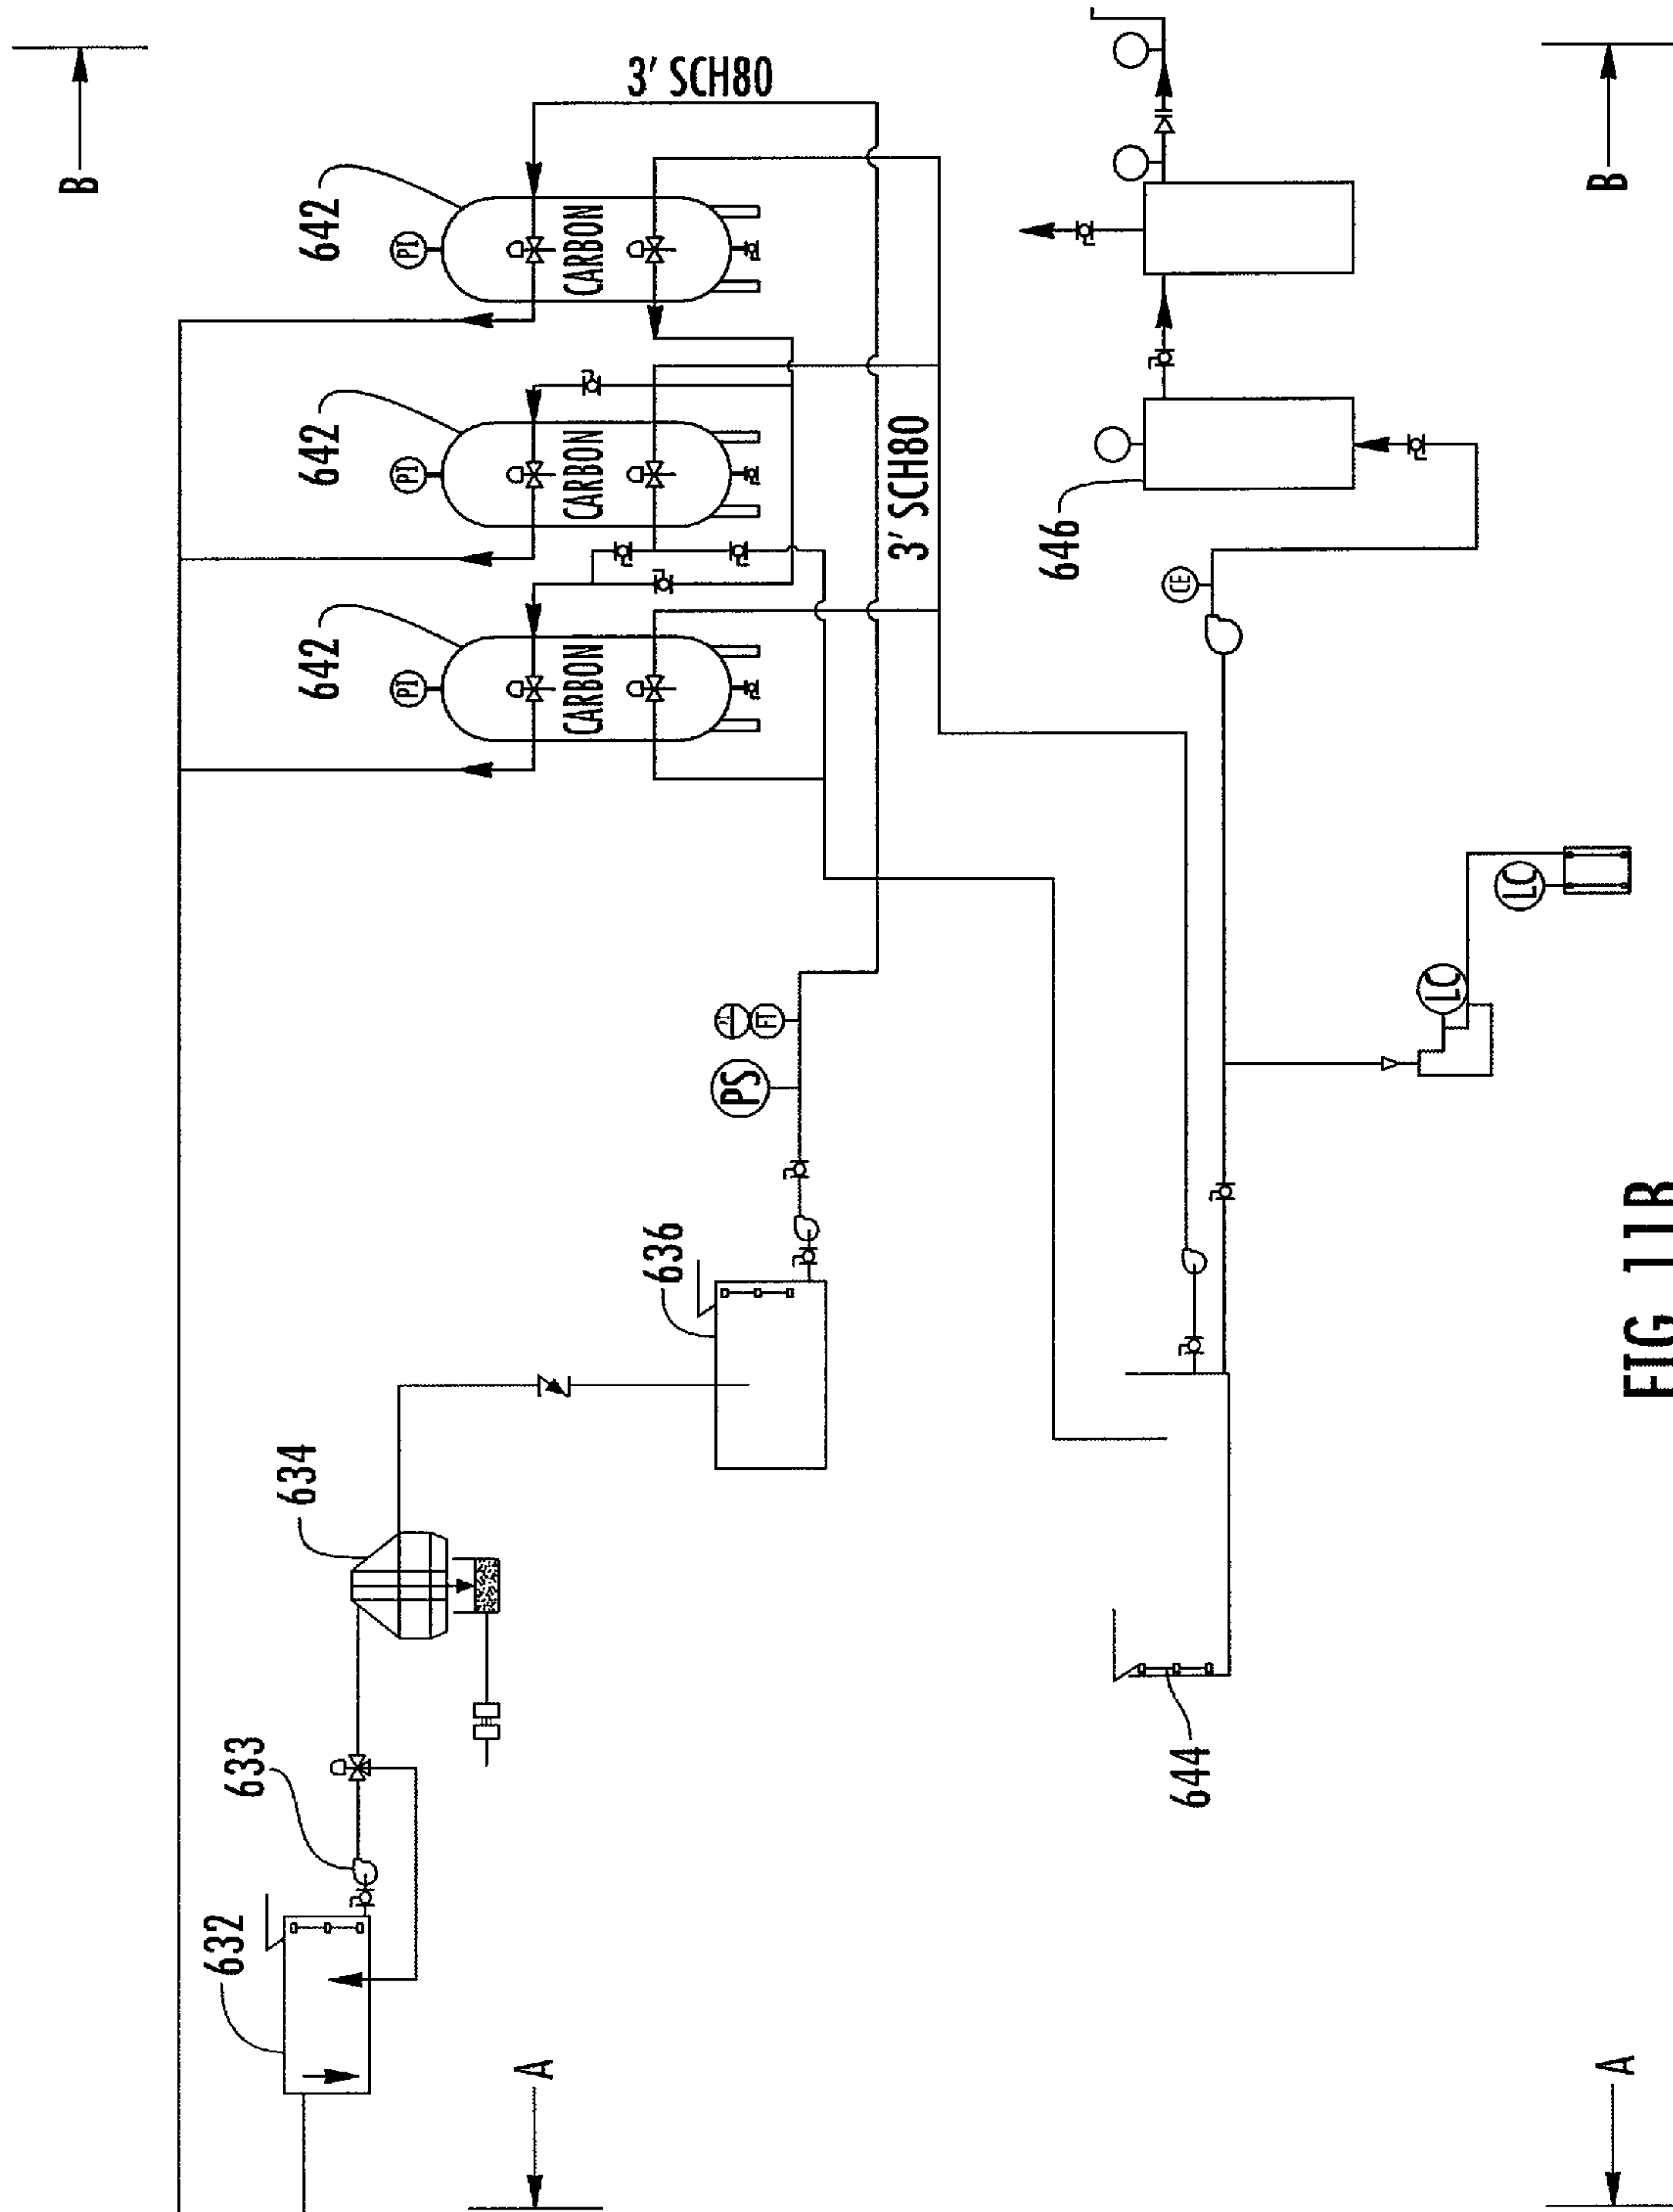 B
3' SCH80
642
PI
CARBON
642
PI
CARBON
642
PI
CARBON
3' SCH80
646
CE
LC
LC
FT
PS
636
634
633
632
644
A
A
B
FIG. 11B